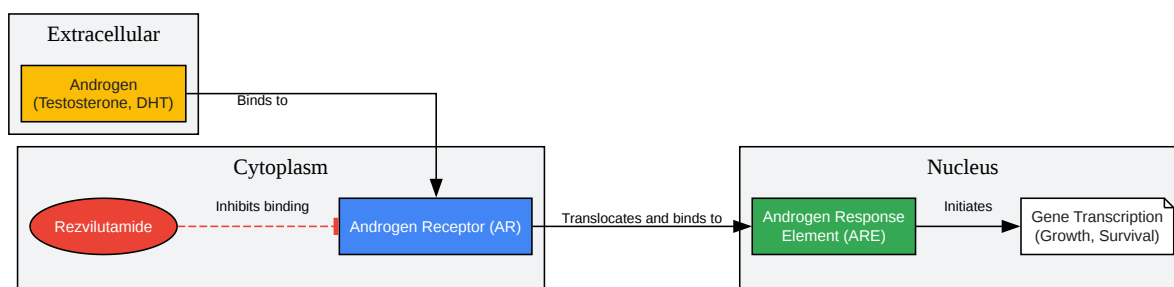 Extracellular
Androgen
(Testosterone, DHT)
Binds to
Cytoplasm
Rezvilutamide
Inhibits binding
Androgen Receptor (AR)
Translocates and binds to
Nucleus
Androgen Response
Element (ARE)
Initiates
Gene Transcription
(Growth, Survival)